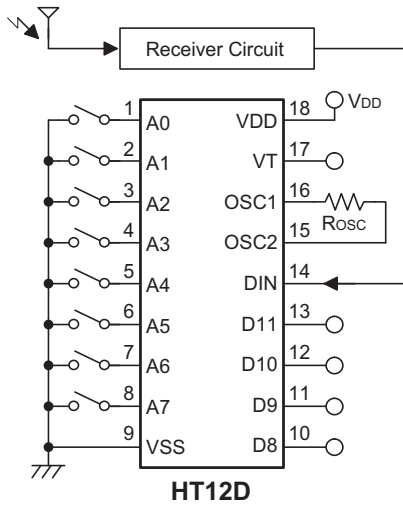 Receiver Circuit
1 A0 VDD 18 VDD
2 A1 VT 17
3 A2 OSC1 16 ROSC
4 A3 OSC2 15
5 A4 DIN 14
6 A5 D11 13
7 A6 D10 12
8 A7 D9 11
9 VSS D8 10
HT12D